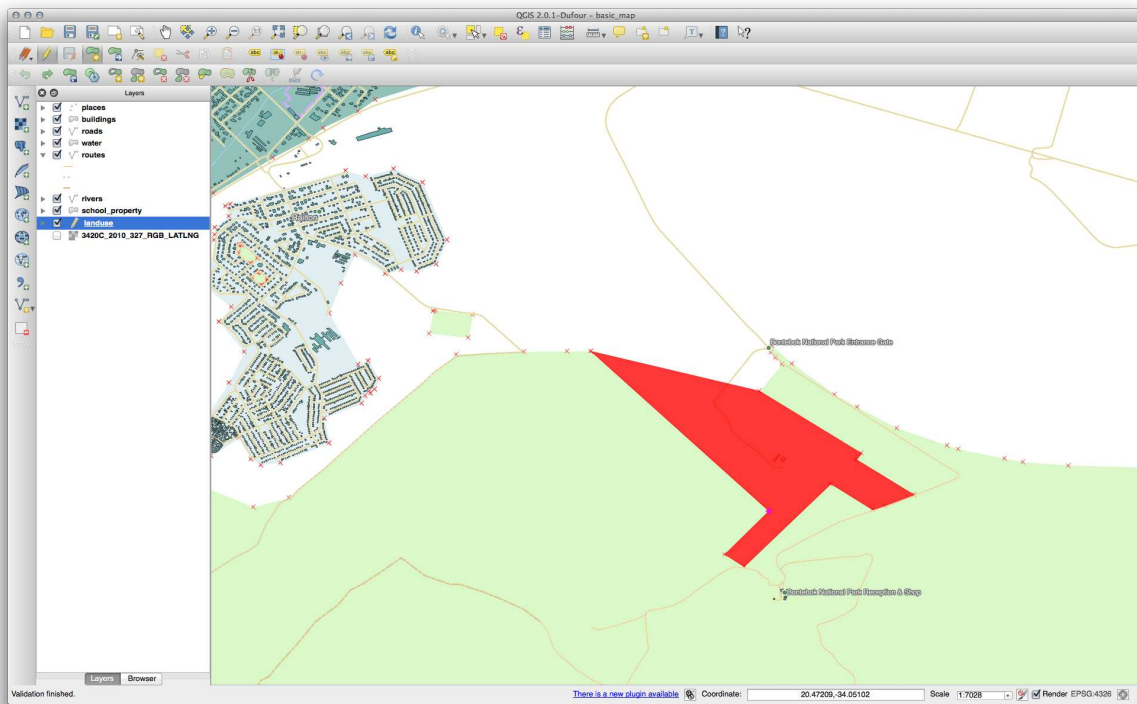 QGIS 2.0.1-Dufour - basic_map
Layers
places
buildings
roads
water
routes
rivers
school_property
landuse
3420C_2010_327_RGB_LATLNG
Railton
Bontebok National Park Entrance Gate
Bontebok National Park Reception & Shop
Layers Browser
Validation finished. There is a new plugin available Coordinate: 20.47209,-34.05102 Scale 1:7028 Render EPSG:4326